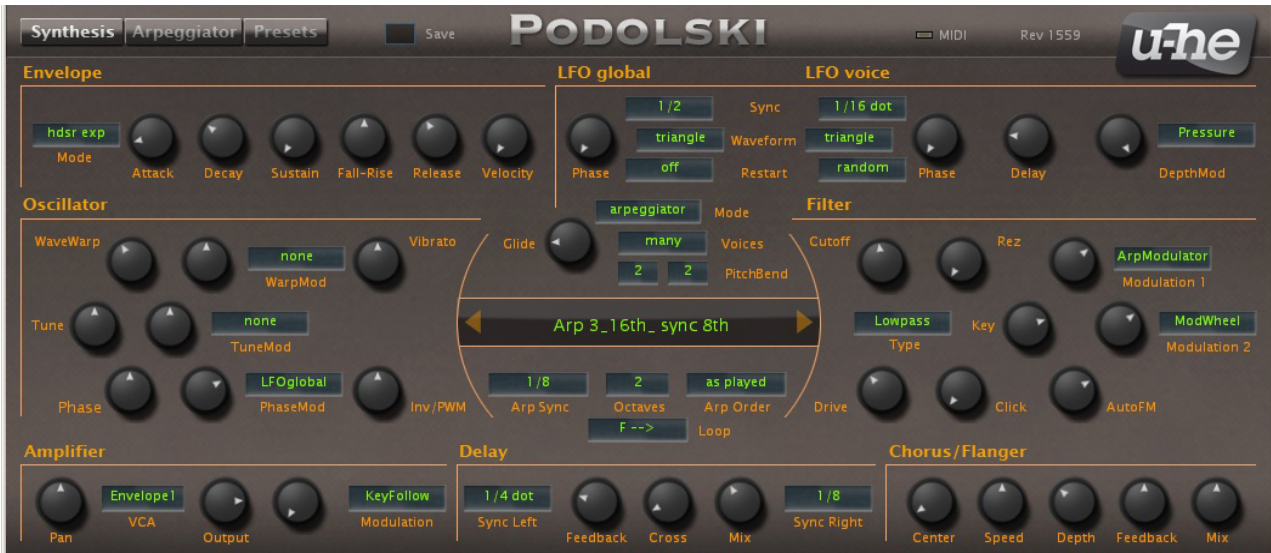 Synthesis Arpeggiator Presets Save PODOLSKI MIDI Rev 1559 u-he
Envelope
hdsr exp
Mode
Attack Decay Sustain Fall-Rise Release Velocity
LFO global LFO voice
1/2 Sync 1/16 dot
triangle Waveform triangle
off Restart random
Phase Phase Delay DepthMod
Pressure
Oscillator
WaveWarp none Vibrato
WarpMod
Tune none
TuneMod
Phase LFOglobal Inv/PWM
PhaseMod
arpeggiator Mode
Glide many Voices
2 2 PitchBend
Arp 3_16th_ sync 8th
1/8 2 as played
Arp Sync Octaves Arp Order
F --> Loop
Filter
Cutoff Rez ArpModulator
Modulation 1
Lowpass Key ModWheel
Type Modulation 2
Drive Click AutoFM
Amplifier
Envelope1 KeyFollow
VCA Modulation
Pan Output
Delay
1/4 dot 1/8
Sync Left Sync Right
Feedback Cross Mix
Chorus/Flanger
Center Speed Depth Feedback Mix